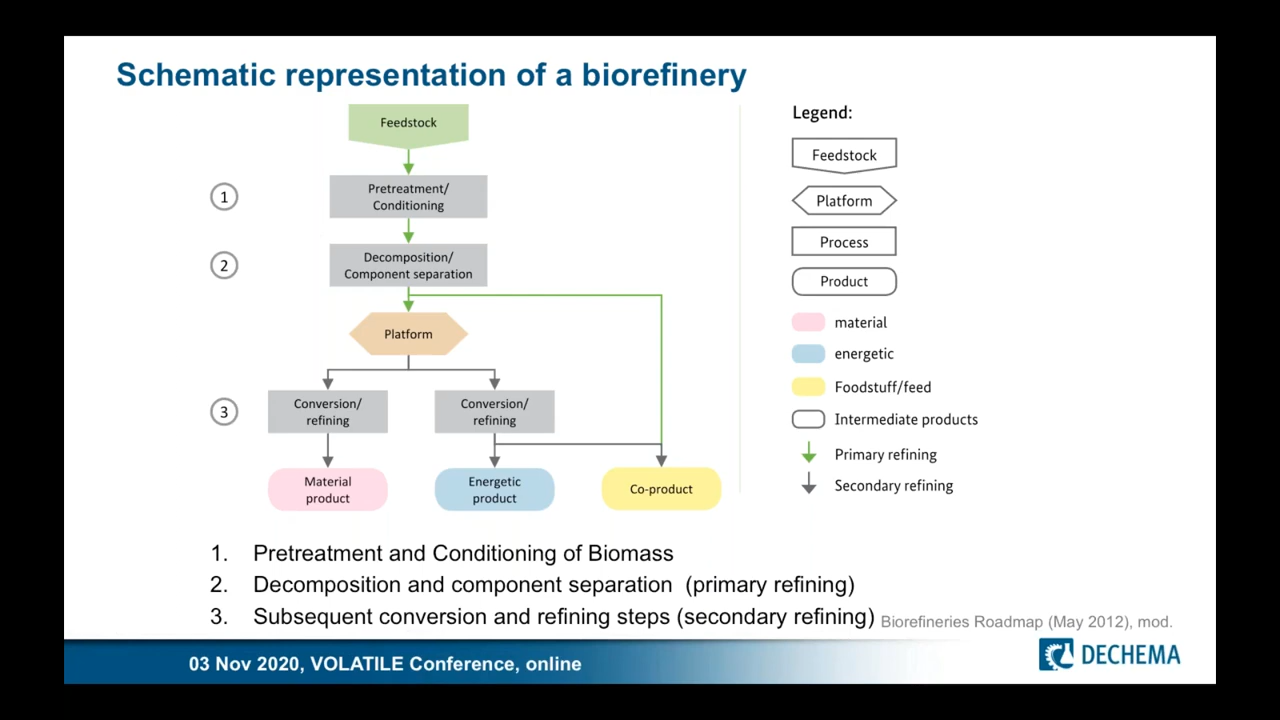 Schematic representation of a biorefinery
Feedstock
1
Pretreatment/
Conditioning
2
Decomposition/
Component separation
Platform
3
Conversion/
refining
Conversion/
refining
Material
product
Energetic
product
Co-product
Legend:
Feedstock
Platform
Process
Product
material
energetic
Foodstuff/feed
Intermediate products
Primary refining
Secondary refining
1. Pretreatment and Conditioning of Biomass
2. Decomposition and component separation (primary refining)
3. Subsequent conversion and refining steps (secondary refining)
Biorefineries Roadmap (May 2012), mod.
03 Nov 2020, VOLATILE Conference, online
DECHEMA